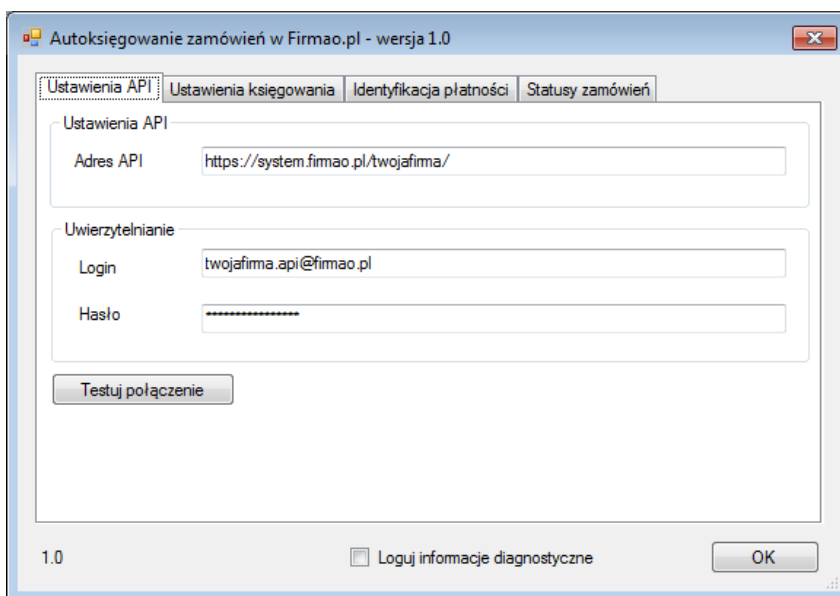 Autoksięgowanie zamówień w Firmao.pl - wersja 1.0
Ustawienia API Ustawienia księgowania Identyfikacja płatności Statusy zamówień
Ustawienia API
Adres API https://system.firmao.pl/twojafirma/
Uwierzytelnianie
Login twojafirma.api@firmao.pl
Hasło ****************
Testuj połączenie
1.0 Loguj informacje diagnostyczne OK